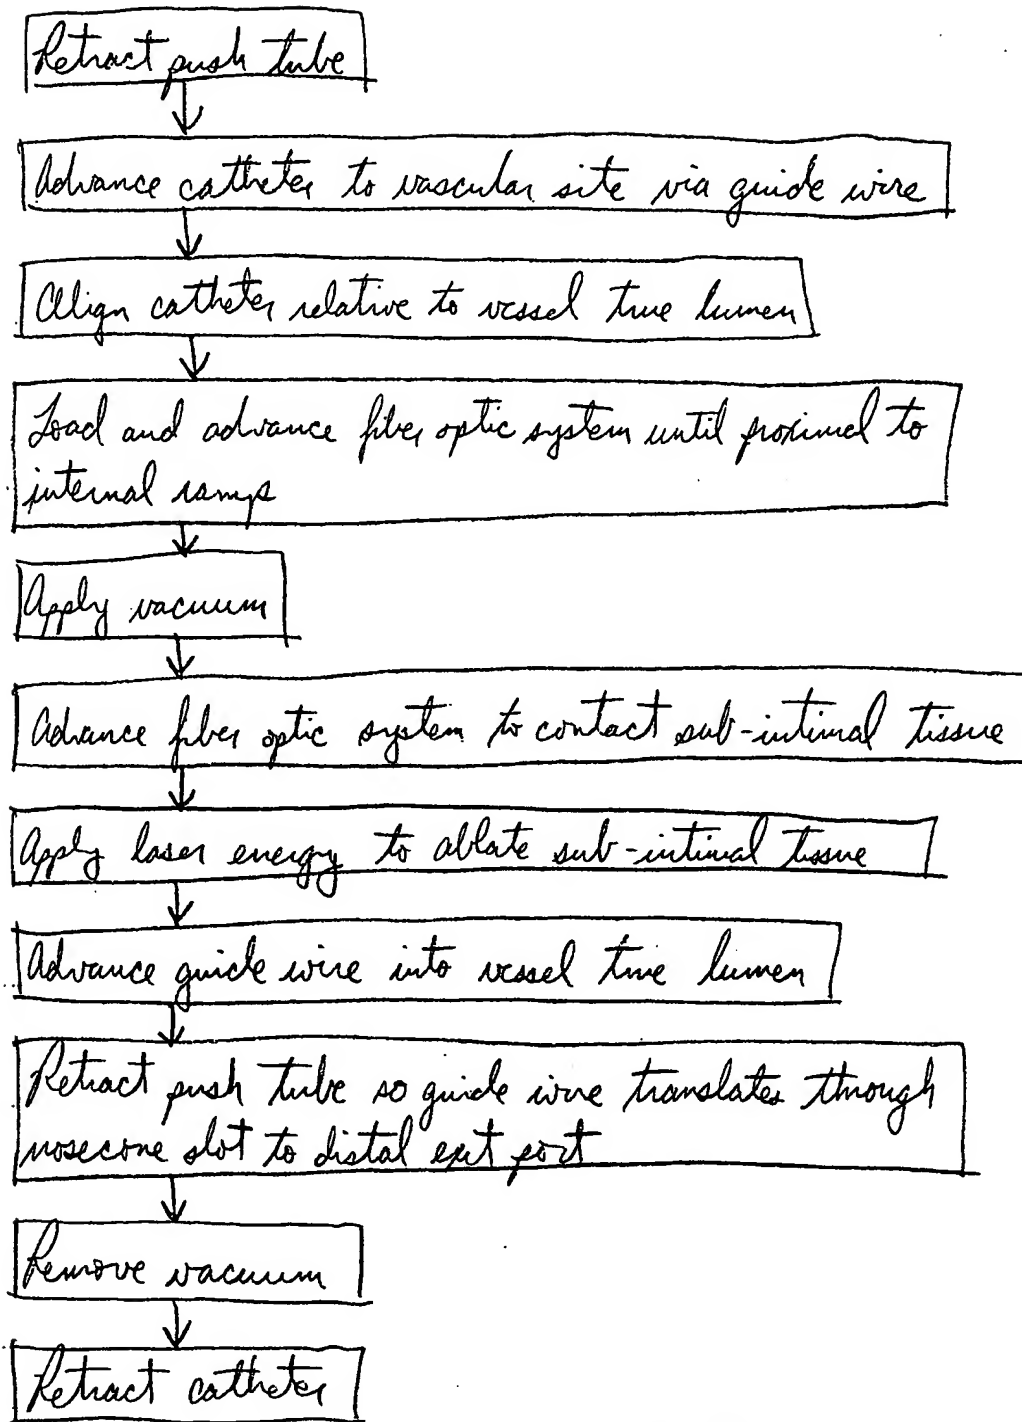 Retract push tube
Advance catheter to vascular site via guide wire
Align catheter relative to vessel true lumen
Load and advance fiber optic system until proximal to
internal ramp
Apply vacuum
Advance fiber optic system to contact sub-intimal tissue
Apply laser energy to ablate sub-intimal tissue
Advance guide wire into vessel true lumen
Retract push tube so guide wire translates through
nosecone slot to distal exit port
Remove vacuum
Retract catheter